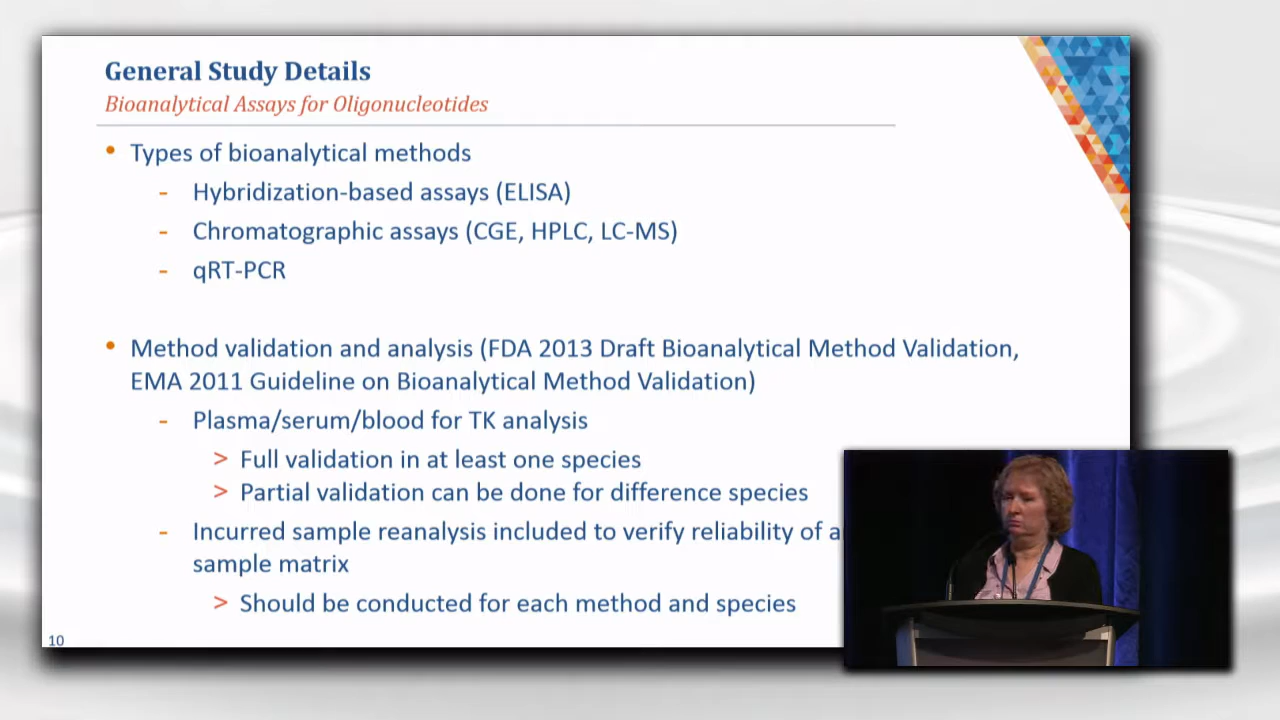 General Study Details
Bioanalytical Assays for Oligonucleotides
• Types of bioanalytical methods
- Hybridization-based assays (ELISA)
- Chromatographic assays (CGE, HPLC, LC-MS)
- qRT-PCR
• Method validation and analysis (FDA 2013 Draft Bioanalytical Method Validation,
EMA 2011 Guideline on Bioanalytical Method Validation)
- Plasma/serum/blood for TK analysis
> Full validation in at least one species
> Partial validation can be done for difference species
- Incurred sample reanalysis included to verify reliability of
sample matrix
> Should be conducted for each method and species
10